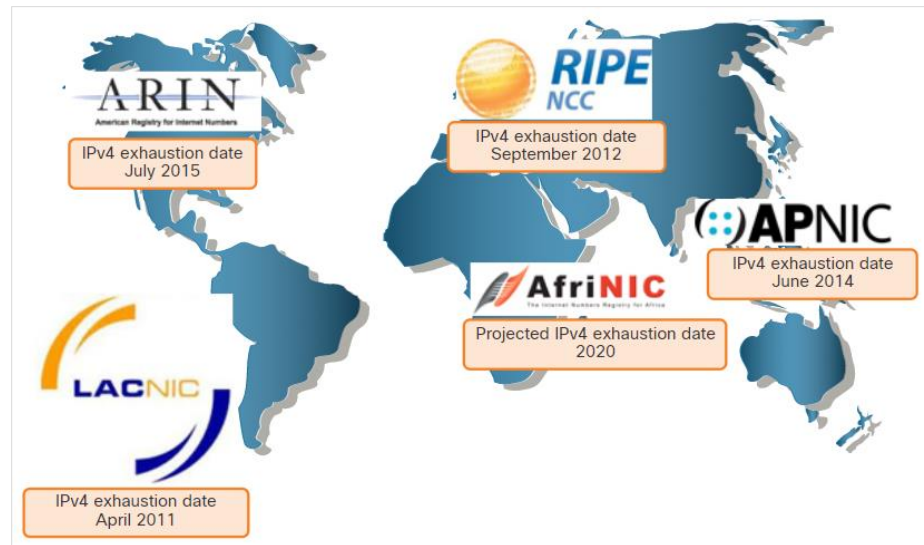 ARIN
American Registry for Internet Numbers
IPv4 exhaustion date
July 2015
RIPE
NCC
IPv4 exhaustion date
September 2012
APNIC
IPv4 exhaustion date
June 2014
AfriNIC
The Internet Numbers Registry for Africa
Projected IPv4 exhaustion date
2020
LACNIC
IPv4 exhaustion date
April 2011